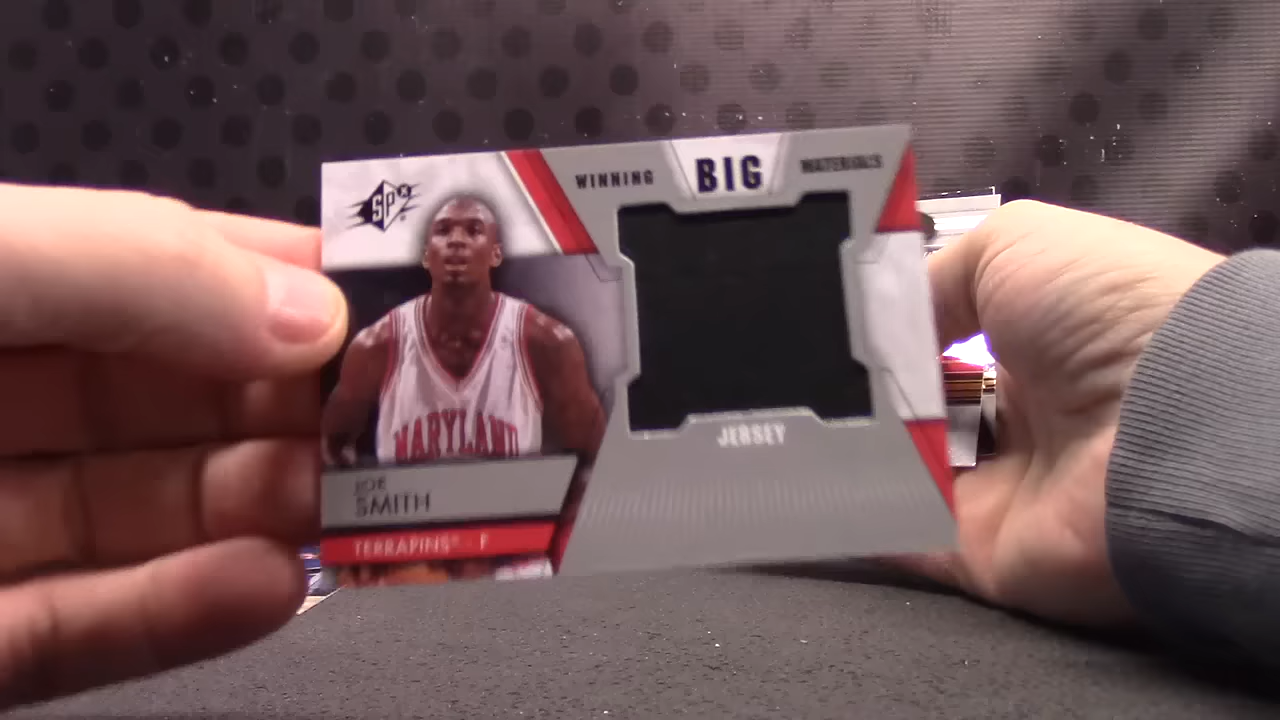 SPx
WINNING BIG MATERIALS
MARYLAND
JERSEY
JOE
SMITH
TERRAPINS - F